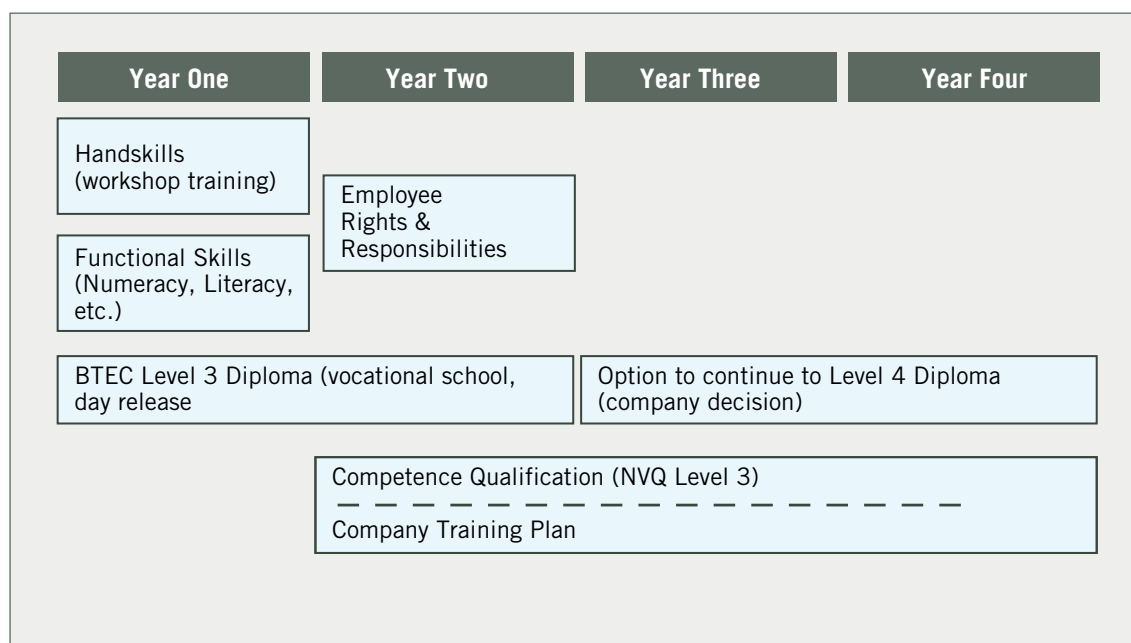 Year One
Year Two
Year Three
Year Four
Handskills
(workshop training)
Functional Skills
(Numeracy, Literacy,
etc.)
Employee
Rights &
Responsibilities
BTEC Level 3 Diploma (vocational school,
day release
Option to continue to Level 4 Diploma
(company decision)
Competence Qualification (NVQ Level 3)
Company Training Plan